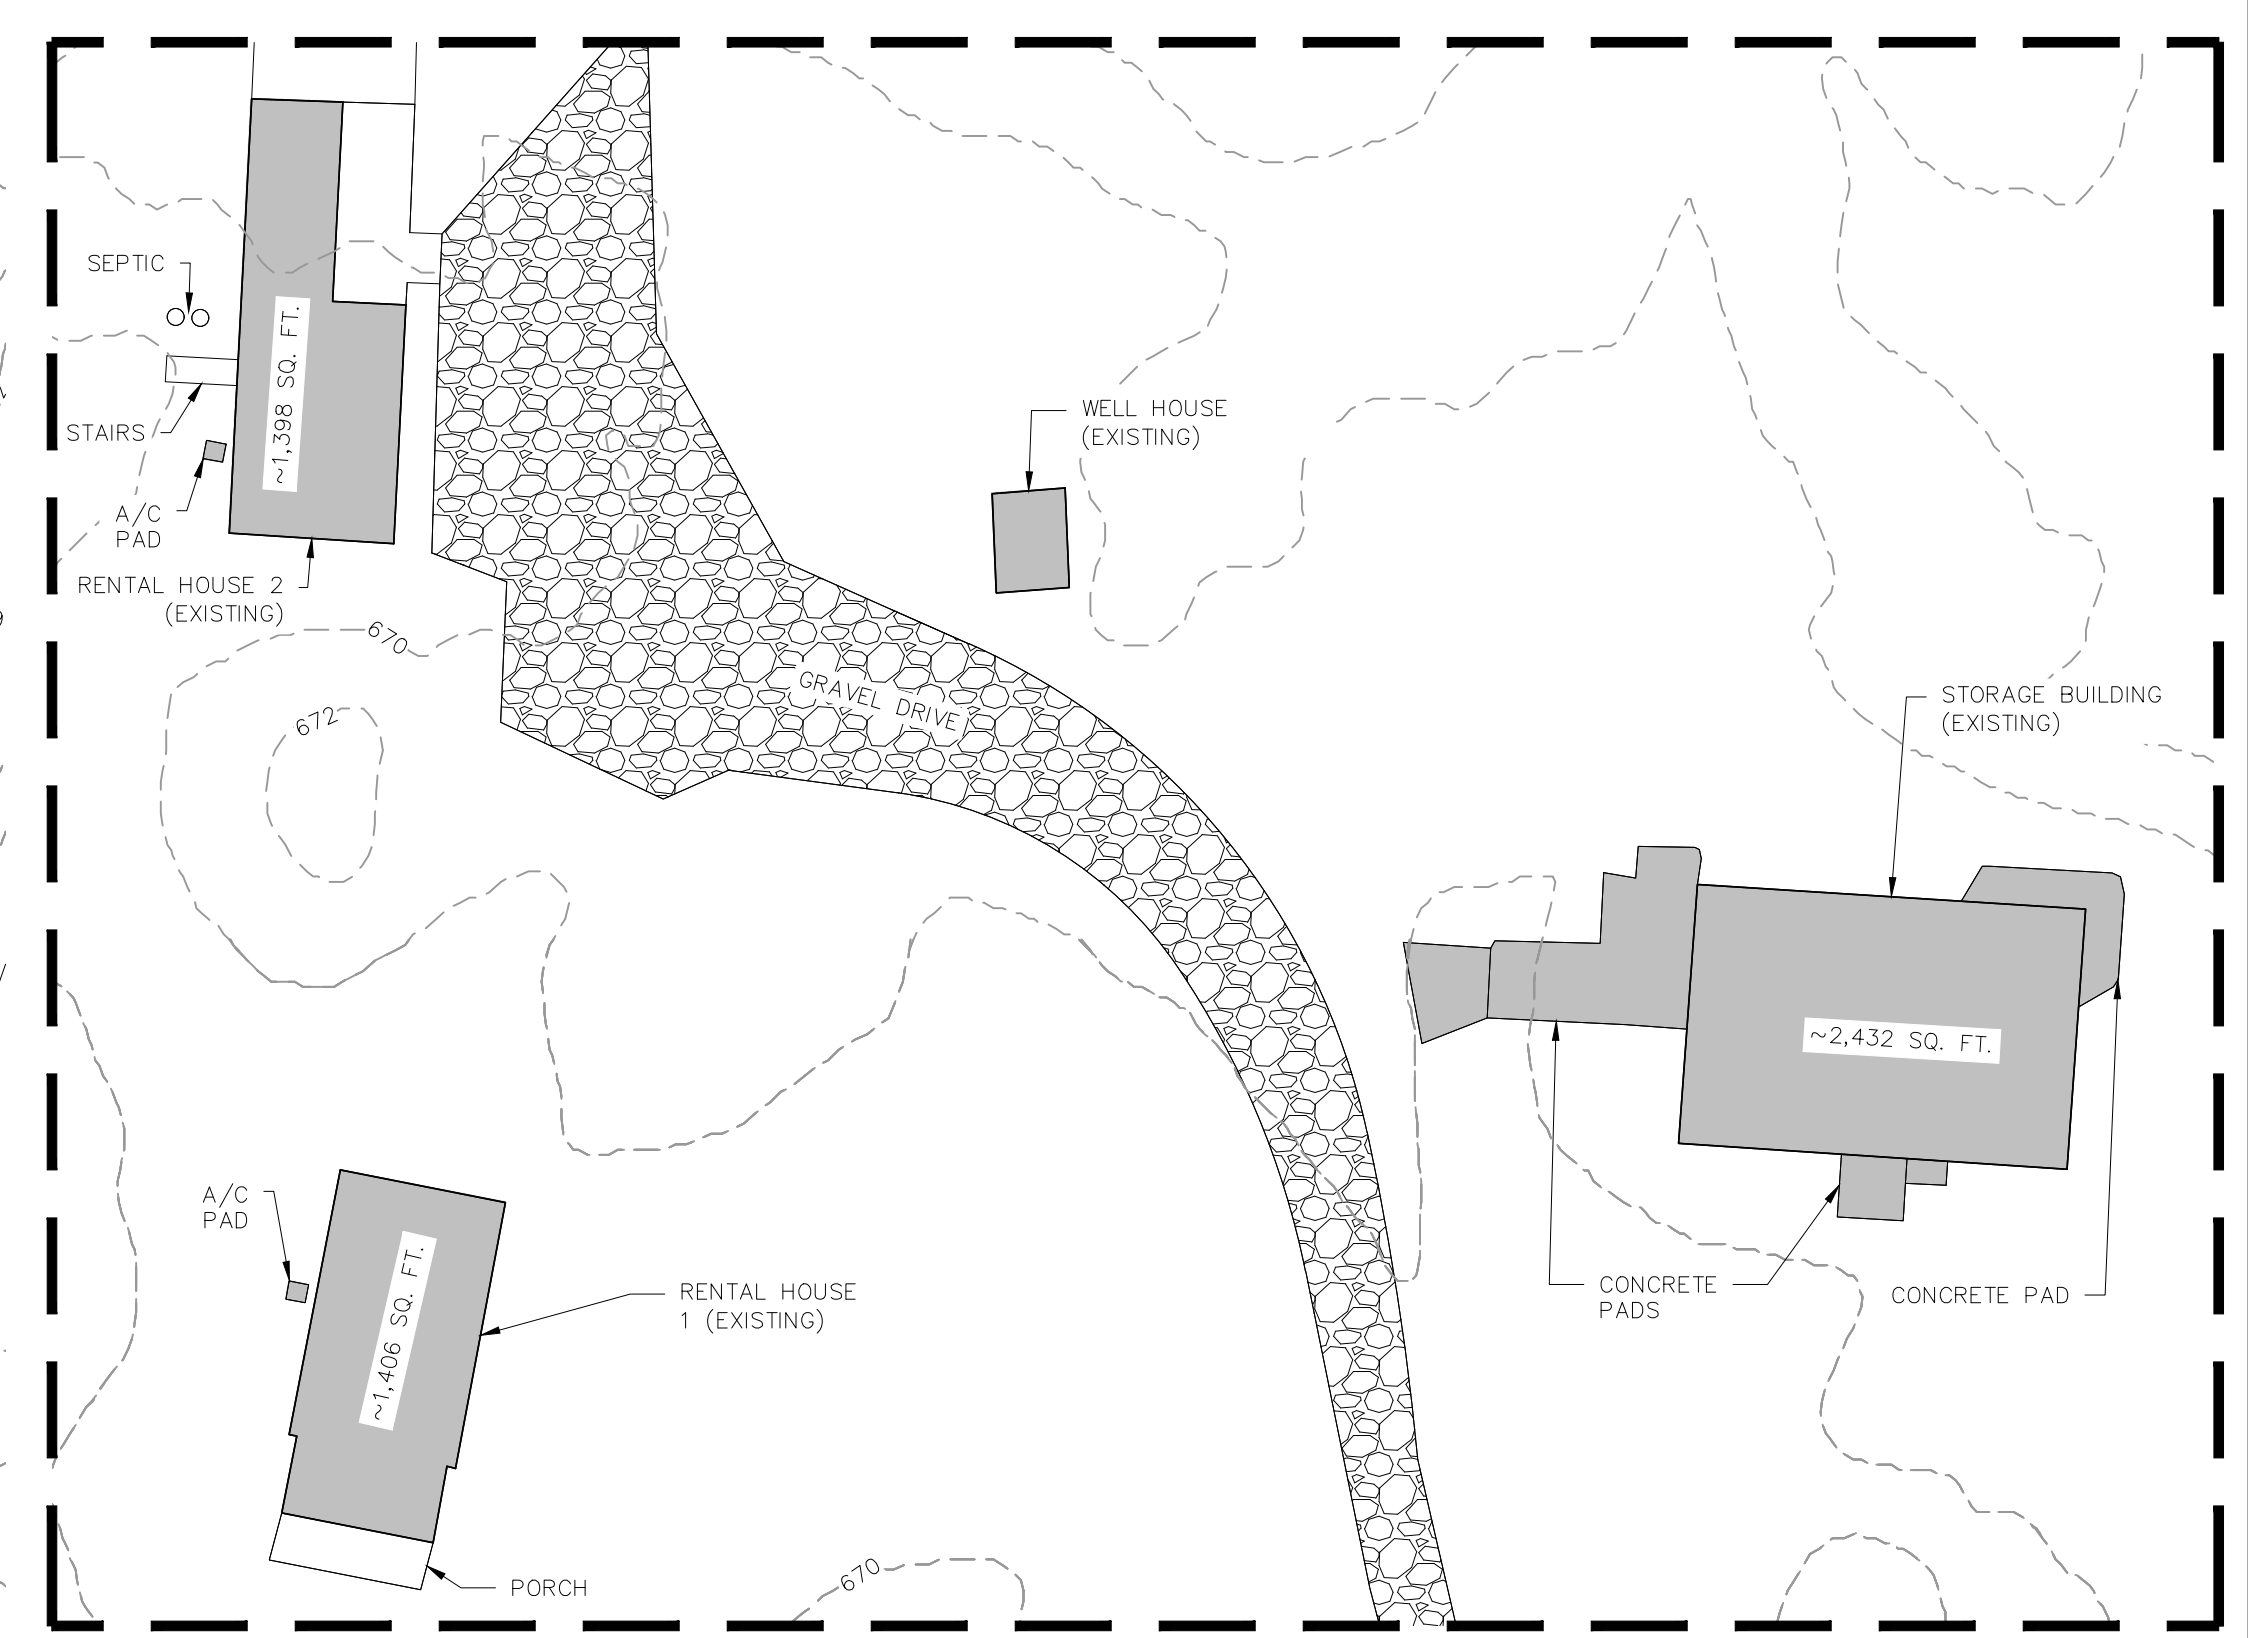 SEPTIC
~1,398 SQ. FT.
STAIRS
A/C
PAD
RENTAL HOUSE 2
(EXISTING)
WELL HOUSE
(EXISTING)
670
672
GRAVEL DRIVE
STORAGE BUILDING
(EXISTING)
~2,432 SQ. FT.
A/C
PAD
~1,406 SQ. FT.
RENTAL HOUSE
1 (EXISTING)
CONCRETE
PADS
CONCRETE PAD
PORCH
670